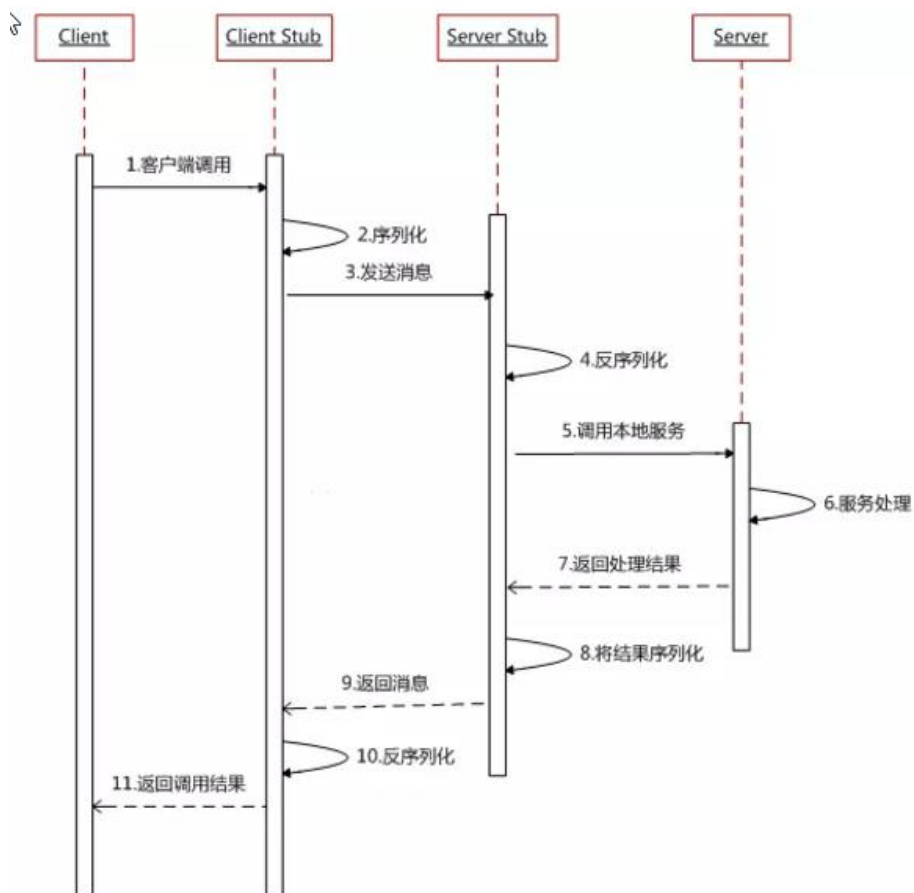 Client
Client Stub
Server Stub
Server
1.客户端调用
2.序列化
3.发送消息
4.反序列化
5.调用本地服务
6.服务处理
7.返回处理结果
8.将结果序列化
9.返回消息
10.反序列化
11.返回调用结果